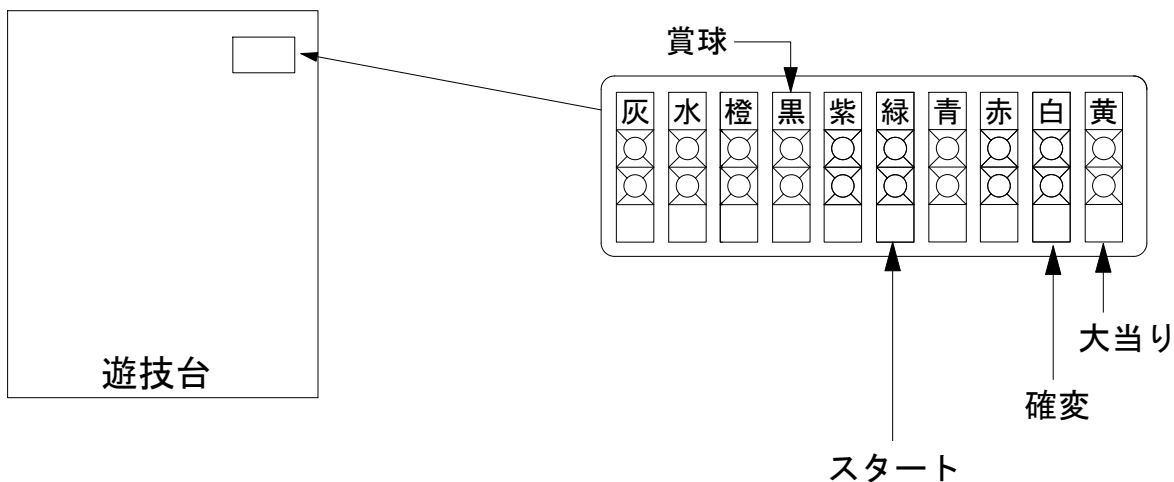 賞球
灰 水 橙 黒 紫 緑 青 赤 白 黄
大当り
遊技台
確変
スタート